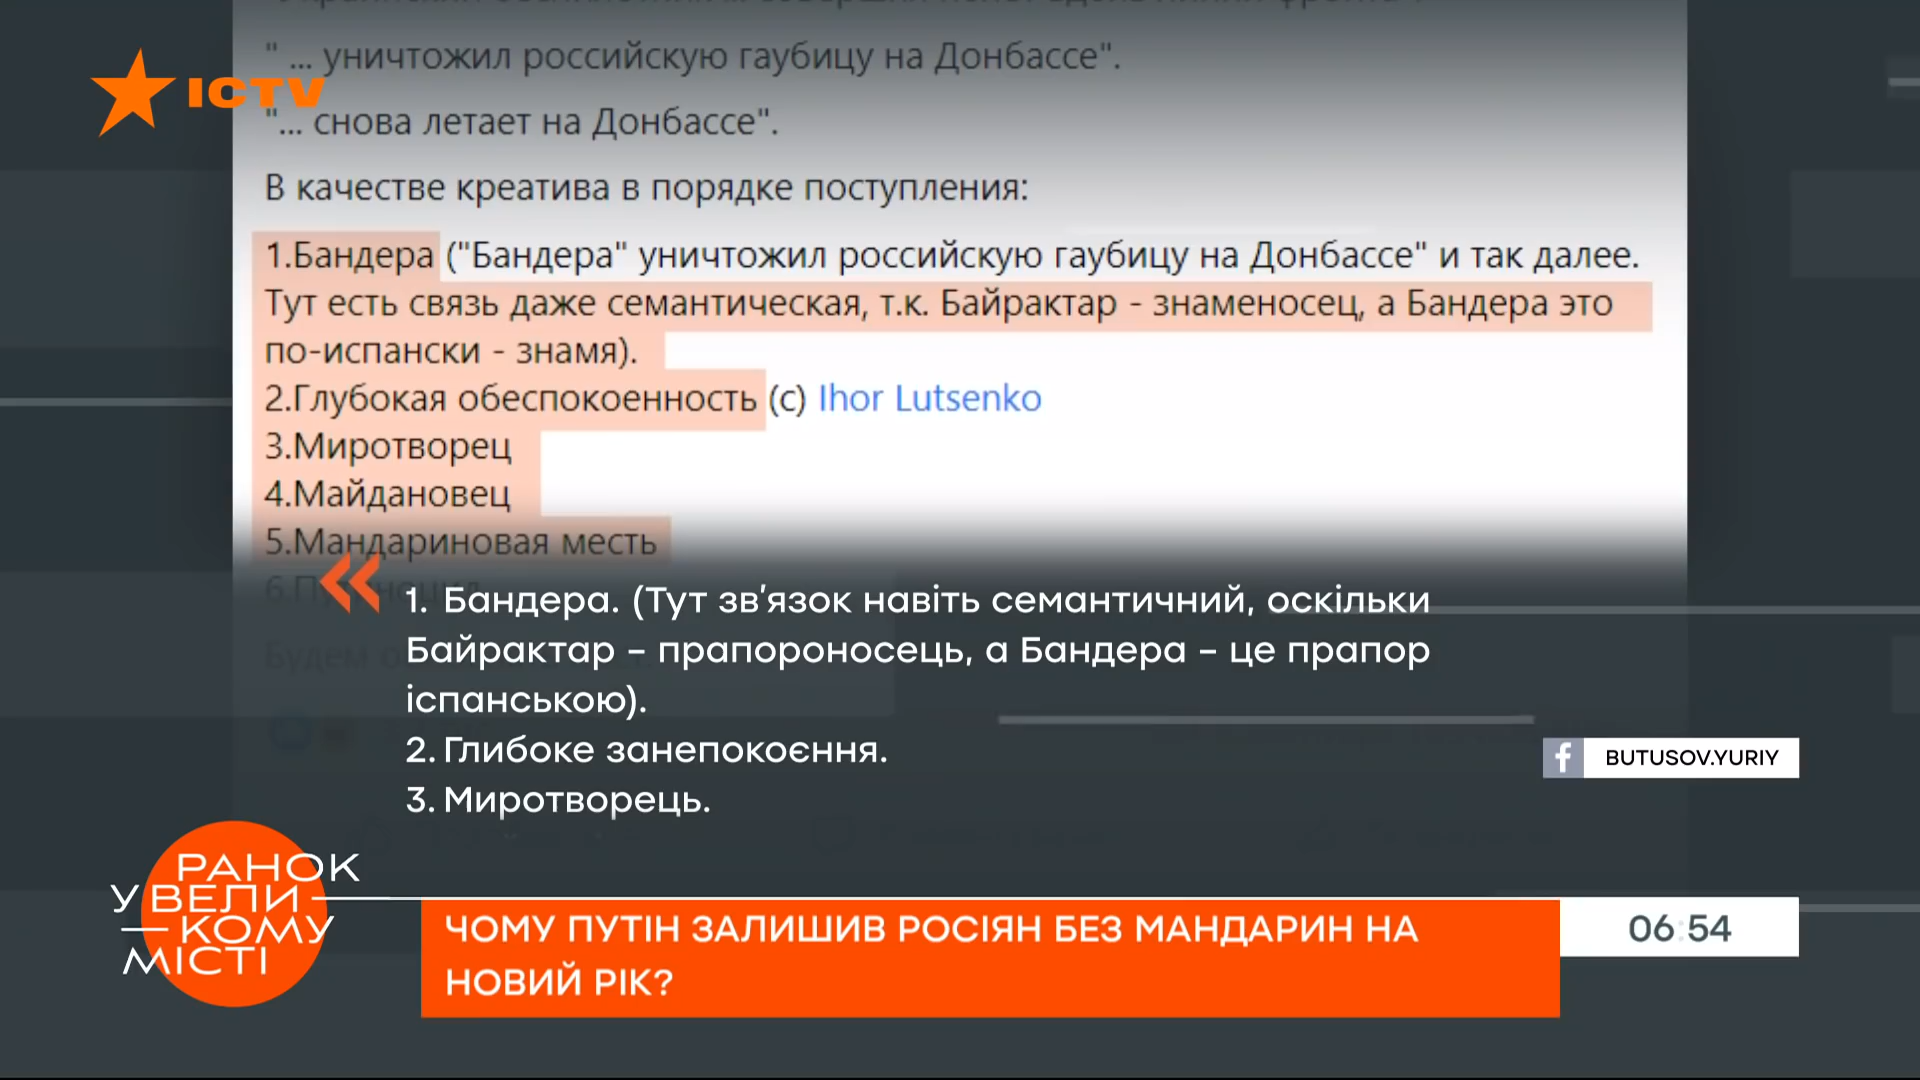 " ... уничтожил российскую гаубицу на Донбассе".
ICTV
"... снова летает на Донбассе".
В качестве креатива в порядке поступления:
1.Бандера ("Бандера" уничтожил российскую гаубицу на Донбассе" и так далее.
Тут есть связь даже семантическая, т.к. Байрактар - знаменосец, а Бандера это
по-испански - знамя).
2.Глубокая обеспокоенность (с) Ihor Lutsenko
3.Миротворец
4.Майдановец
5.Мандариновая месть
1. Бандера. (Тут зв'язок навіть семантичний, оскільки
Байрактар – прапороносець, а Бандера – це прапор
іспанською).
2. Глибоке занепокоєння.
3. Миротворець.
BUTUSOV.YURIY
РАНОК
У ВЕЛИ–
–КОМУ
МІСТІ
ЧОМУ ПУТІН ЗАЛИШИВ РОСІЯН БЕЗ МАНДАРИН НА
НОВИЙ РІК?
06:54